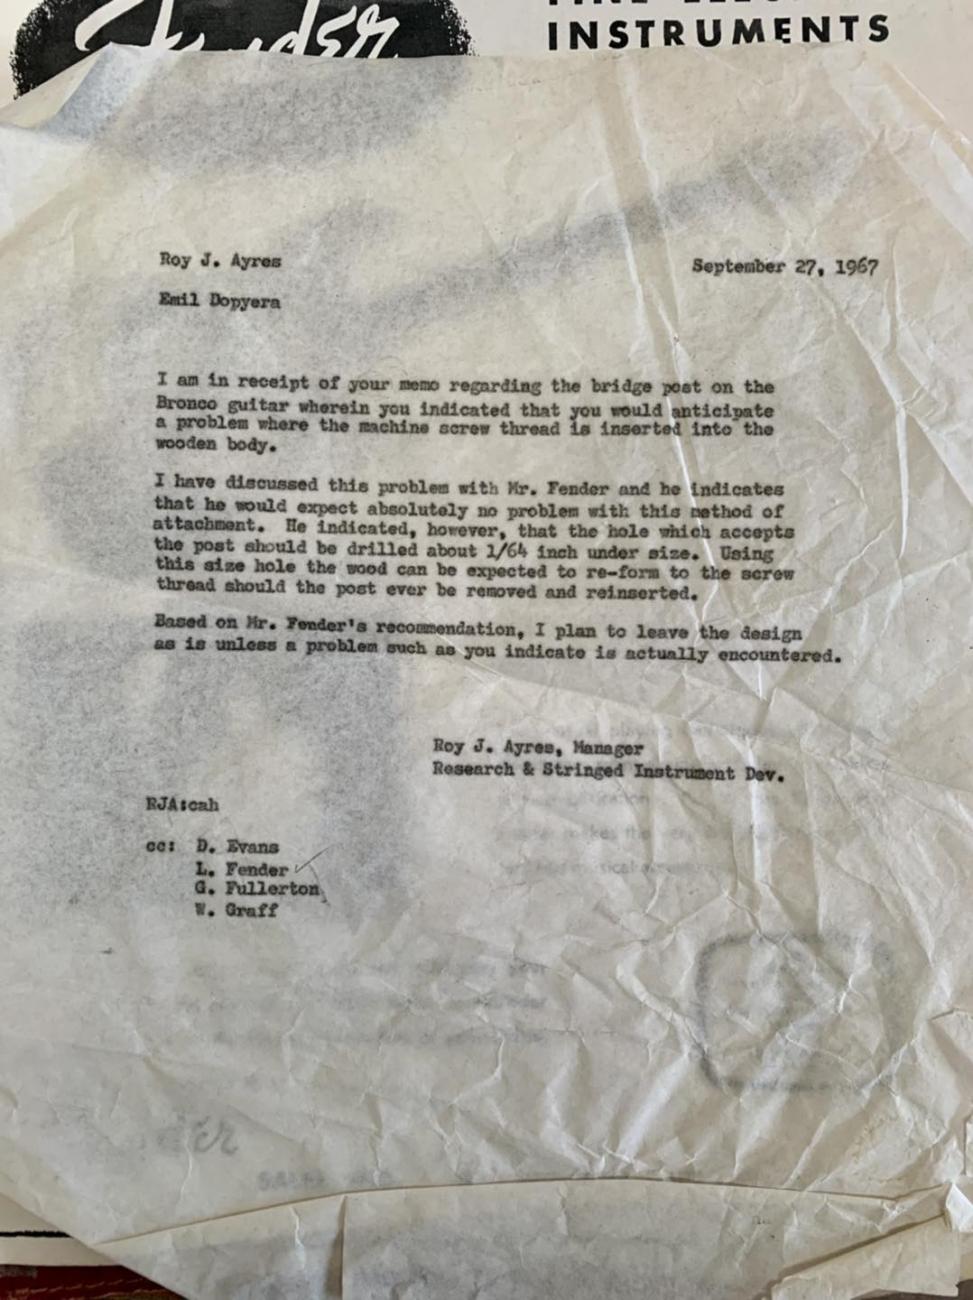 Fender
INSTRUMENTS
Roy J. Ayres
September 27, 1967
Emil Dopyera
I am in receipt of your memo regarding the bridge post on the
Bronco guitar wherein you indicated that you would anticipate
a problem where the machine screw thread is inserted into the
wooden body.
I have discussed this problem with Mr. Fender and he indicates
that he would expect absolutely no problem with this method of
attachment. He indicated, however, that the hole which accepts
the post should be drilled about 1/64 inch under size. Using
this size hole the wood can be expected to re-form to the screw
thread should the post ever be removed and reinserted.
Based on Mr. Fender's recommendation, I plan to leave the design
as is unless a problem such as you indicate is actually encountered.
Roy J. Ayres, Manager
Research & Stringed Instrument Dev.
RJA:cah
cc: D. Evans
L. Fender
G. Fullerton
W. Graff